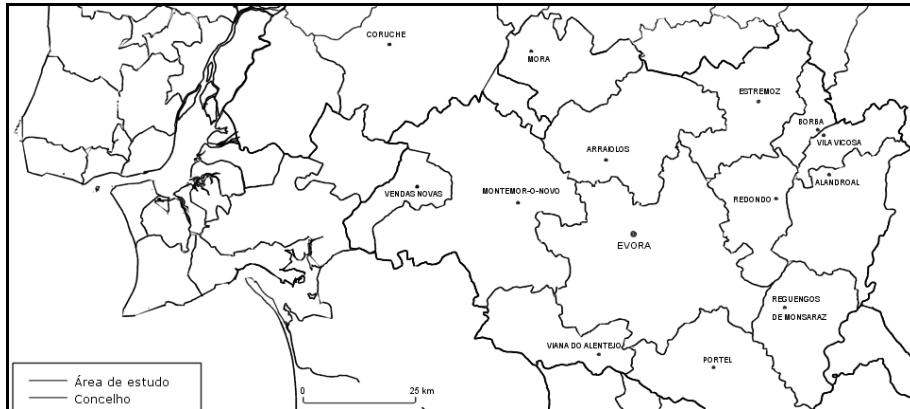 CORUCHE
MORA
ESTREMOZ
BORBA
VILA VICOSA
ARRAIOLOS
ALANDROAL
VENDAS NOVAS
MONTEMOR-O-NOVO
REDONDO
EVORA
REGUENGOS
DE MONSARAZ
VIANA DO ALENTEJO
PORTEL
Área de estudo
Concelho
0
25 km